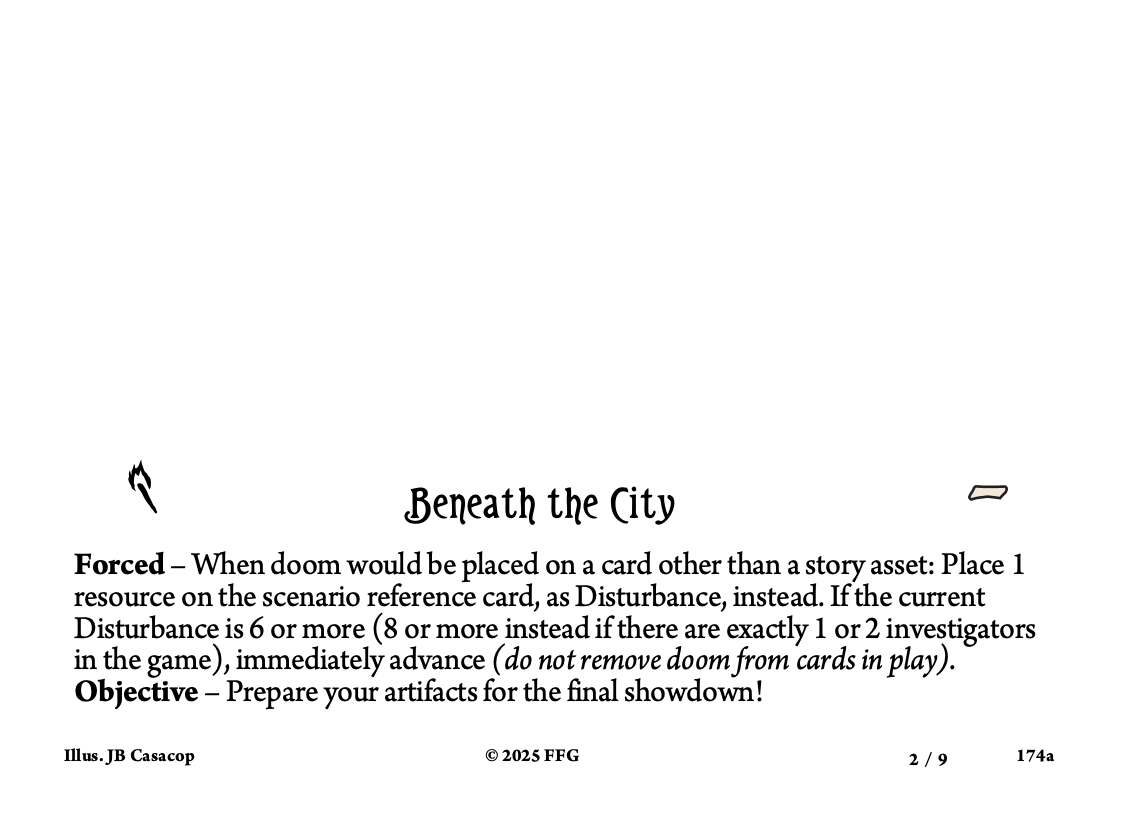 Beneath the City
Forced – When doom would be placed on a card other than a story asset: Place 1
resource on the scenario reference card, as Disturbance, instead. If the current
Disturbance is 6 or more (8 or more instead if there are exactly 1 or 2 investigators
in the game), immediately advance (do not remove doom from cards in play).
Objective – Prepare your artifacts for the final showdown!
Illus. JB Casacop © 2025 FFG 2 / 9 174a